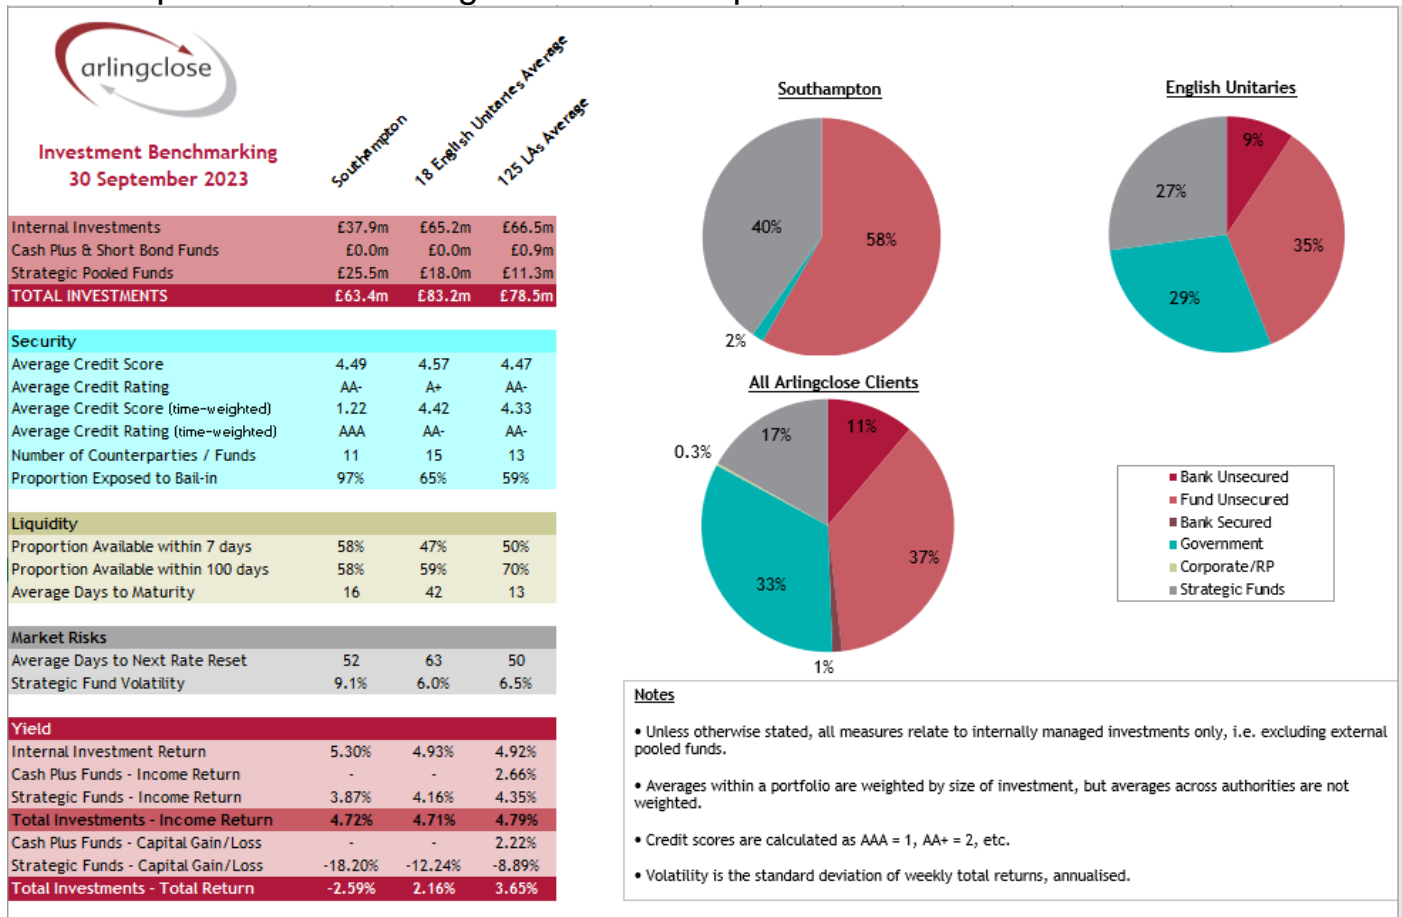 arlingclose
Investment Benchmarking
30 September 2023
Southampton
18 English Unitaries Average
125 LAs Average
Internal Investments £37.9m £65.2m £66.5m
Cash Plus & Short Bond Funds £0.0m £0.0m £0.9m
Strategic Pooled Funds £25.5m £18.0m £11.3m
TOTAL INVESTMENTS £63.4m £83.2m £78.5m
Security
Average Credit Score 4.49 4.57 4.47
Average Credit Rating AA- A+ AA-
Average Credit Score (time-weighted) 1.22 4.42 4.33
Average Credit Rating (time-weighted) AAA AA- AA-
Number of Counterparties / Funds 11 15 13
Proportion Exposed to Bail-in 97% 65% 59%
Liquidity
Proportion Available within 7 days 58% 47% 50%
Proportion Available within 100 days 58% 59% 70%
Average Days to Maturity 16 42 13
Market Risks
Average Days to Next Rate Reset 52 63 50
Strategic Fund Volatility 9.1% 6.0% 6.5%
Yield
Internal Investment Return 5.30% 4.93% 4.92%
Cash Plus Funds - Income Return - - 2.66%
Strategic Funds - Income Return 3.87% 4.16% 4.35%
Total Investments - Income Return 4.72% 4.71% 4.79%
Cash Plus Funds - Capital Gain/Loss - - 2.22%
Strategic Funds - Capital Gain/Loss -18.20% -12.24% -8.89%
Total Investments - Total Return -2.59% 2.16% 3.65%
Southampton
40%
58%
2%
English Unitaries
9%
27%
35%
29%
All Arlingclose Clients
11%
17%
0.3%
37%
33%
1%
Bank Unsecured
Fund Unsecured
Bank Secured
Government
Corporate/RP
Strategic Funds
Notes
• Unless otherwise stated, all measures relate to internally managed investments only, i.e. excluding external
pooled funds.
• Averages within a portfolio are weighted by size of investment, but averages across authorities are not
weighted.
• Credit scores are calculated as AAA = 1, AA+ = 2, etc.
• Volatility is the standard deviation of weekly total returns, annualised.